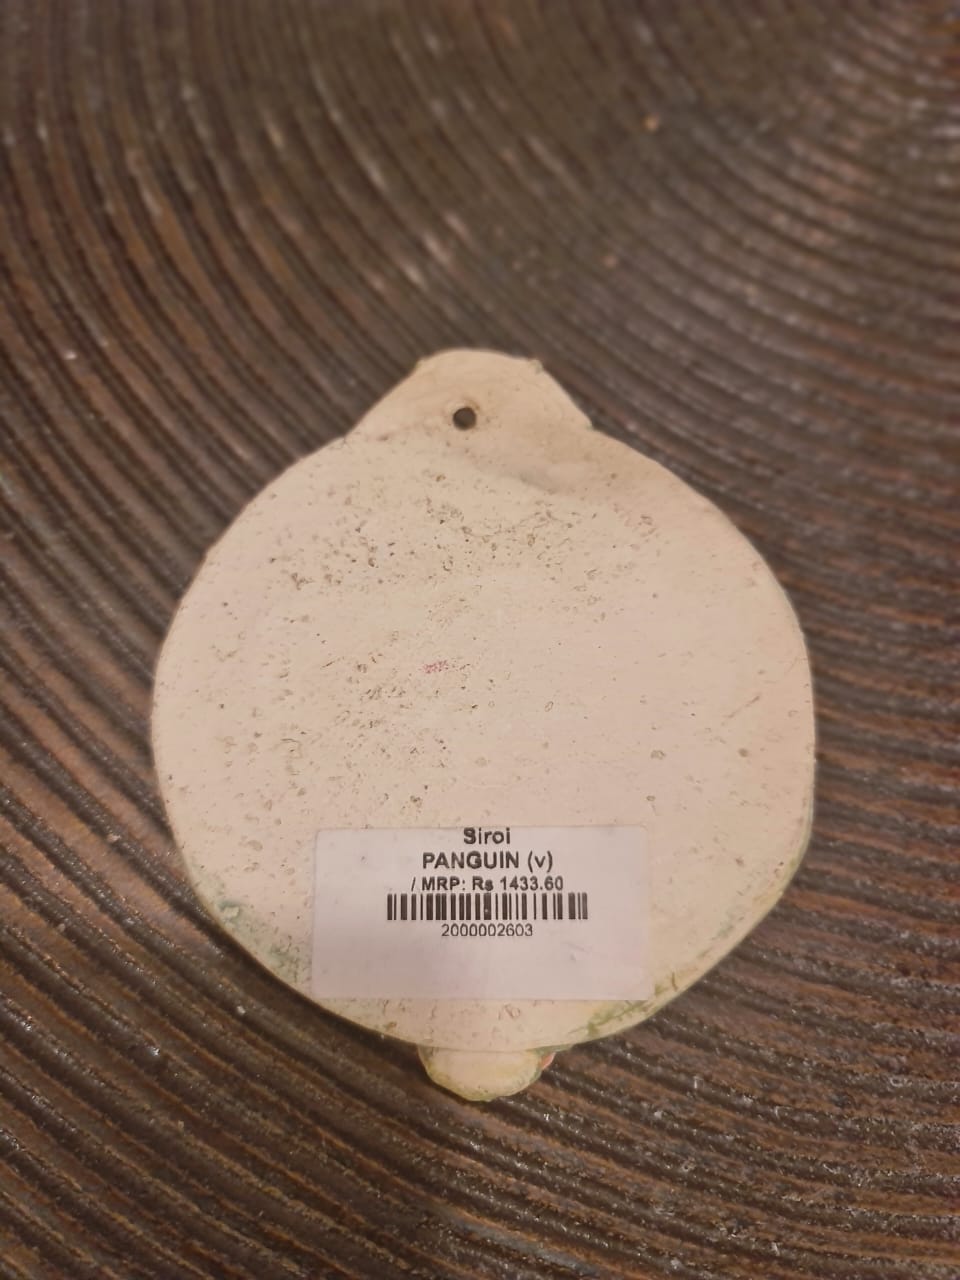 Siroi
PANGUIN (v)
/ MRP: Rs 1433.60
2000002603